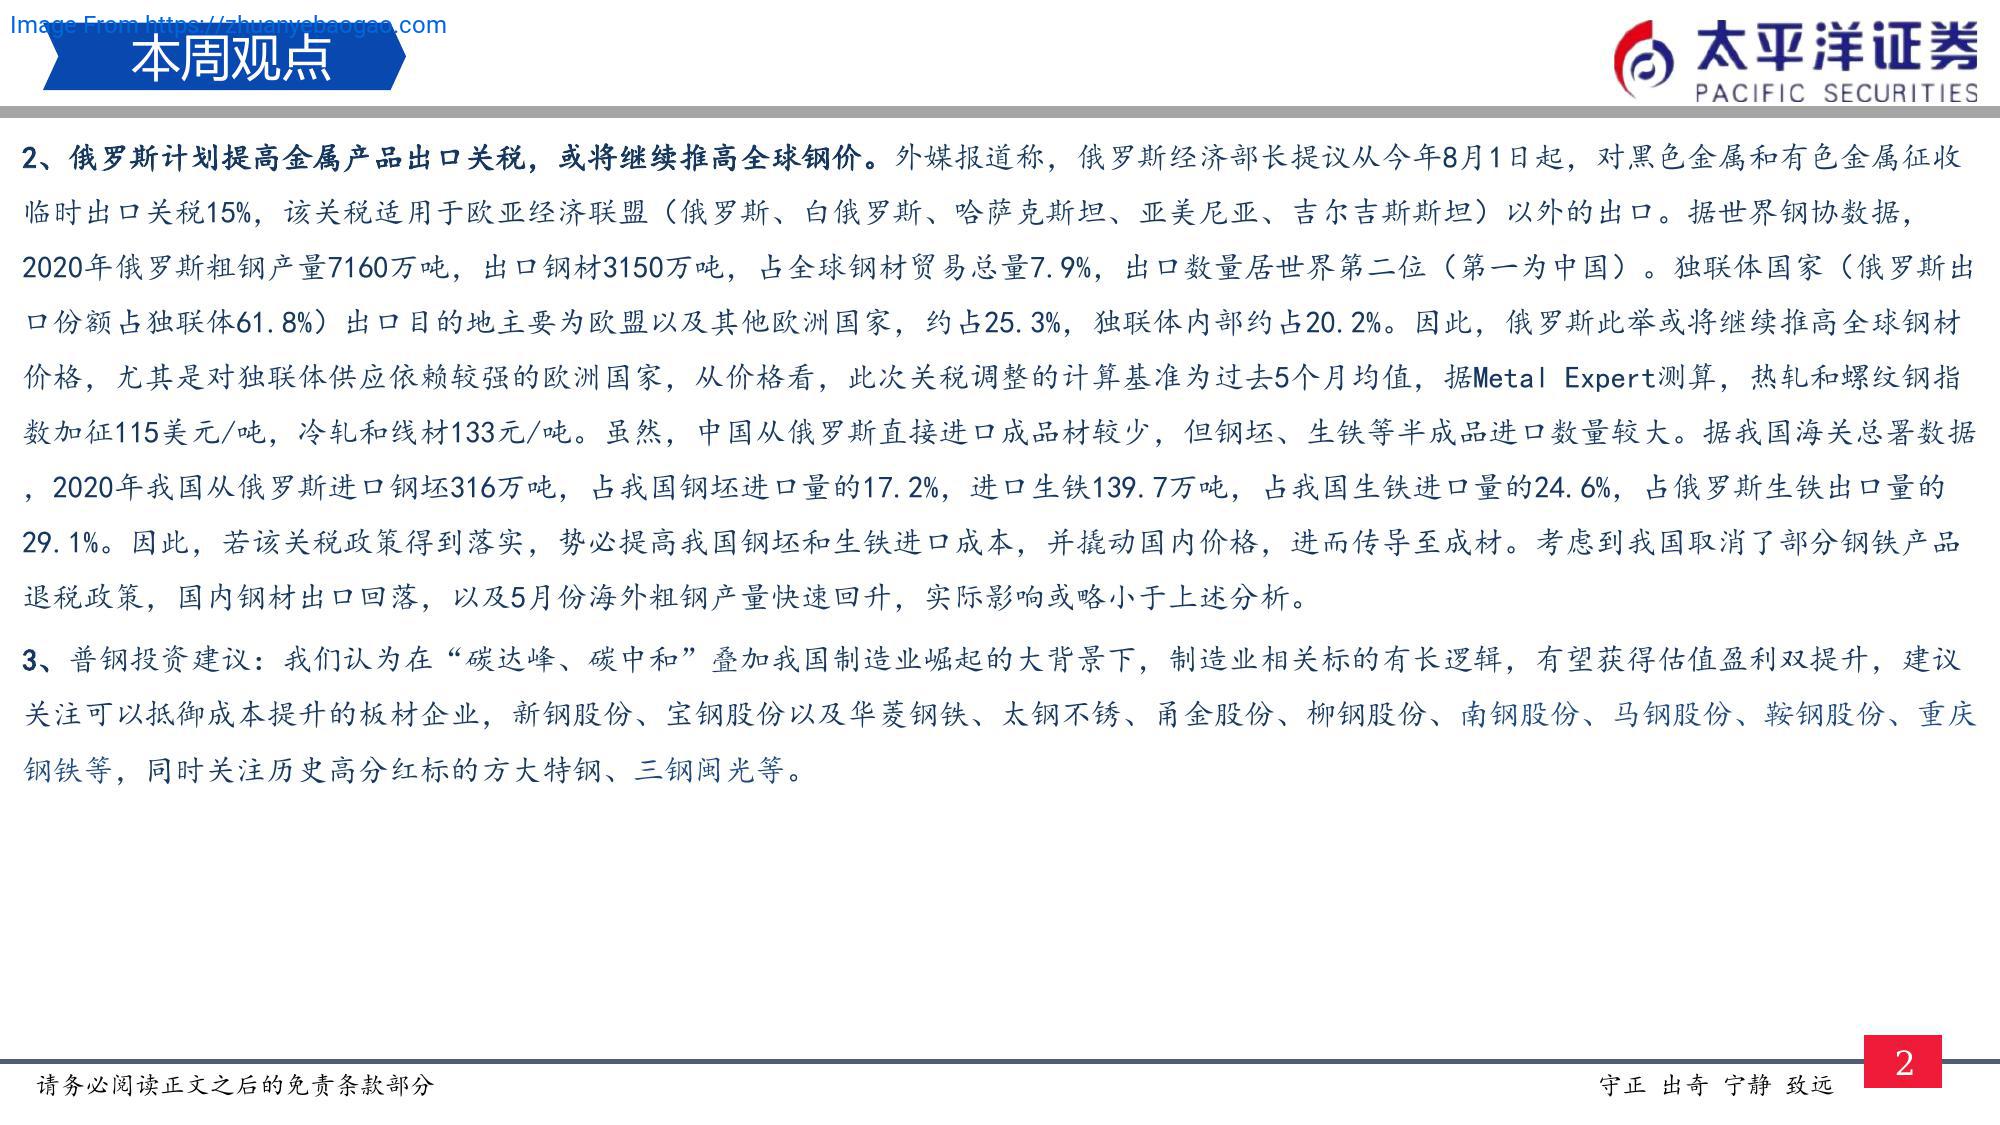 Image From https://zhuanyebaogao.com
本周观点
太平洋证券
PACIFIC SECURITIES
2、俄罗斯计划提高金属产品出口关税，或将继续推高全球钢价。外媒报道称，俄罗斯经济部长提议从今年8月1日起，对黑色金属和有色金属征收
临时出口关税15%，该关税适用于欧亚经济联盟（俄罗斯、白俄罗斯、哈萨克斯坦、亚美尼亚、吉尔吉斯斯坦）以外的出口。据世界钢协数据，
2020年俄罗斯粗钢产量7160万吨，出口钢材3150万吨，占全球钢材贸易总量7.9%，出口数量居世界第二位（第一为中国）。独联体国家（俄罗斯出
口份额占独联体61.8%）出口目的地主要为欧盟以及其他欧洲国家，约占25.3%，独联体内部约占20.2%。因此，俄罗斯此举或将继续推高全球钢材
价格，尤其是对独联体供应依赖较强的欧洲国家，从价格看，此次关税调整的计算基准为过去5个月均值，据Metal Expert测算，热轧和螺纹钢指
数加征115美元/吨，冷轧和线材133元/吨。虽然，中国从俄罗斯直接进口成品材较少，但钢坯、生铁等半成品进口数量较大。据我国海关总署数据
，2020年我国从俄罗斯进口钢坯316万吨，占我国钢坯进口量的17.2%，进口生铁139.7万吨，占我国生铁进口量的24.6%，占俄罗斯生铁出口量的
29.1%。因此，若该关税政策得到落实，势必提高我国钢坯和生铁进口成本，并撬动国内价格，进而传导至成材。考虑到我国取消了部分钢铁产品
退税政策，国内钢材出口回落，以及5月份海外粗钢产量快速回升，实际影响或略小于上述分析。
3、普钢投资建议：我们认为在“碳达峰、碳中和”叠加我国制造业崛起的大背景下，制造业相关标的有长逻辑，有望获得估值盈利双提升，建议
关注可以抵御成本提升的板材企业，新钢股份、宝钢股份以及华菱钢铁、太钢不锈、甬金股份、柳钢股份、南钢股份、马钢股份、鞍钢股份、重庆
钢铁等，同时关注历史高分红标的方大特钢、三钢闽光等。
请务必阅读正文之后的免责条款部分
守正 出奇 宁静 致远
2